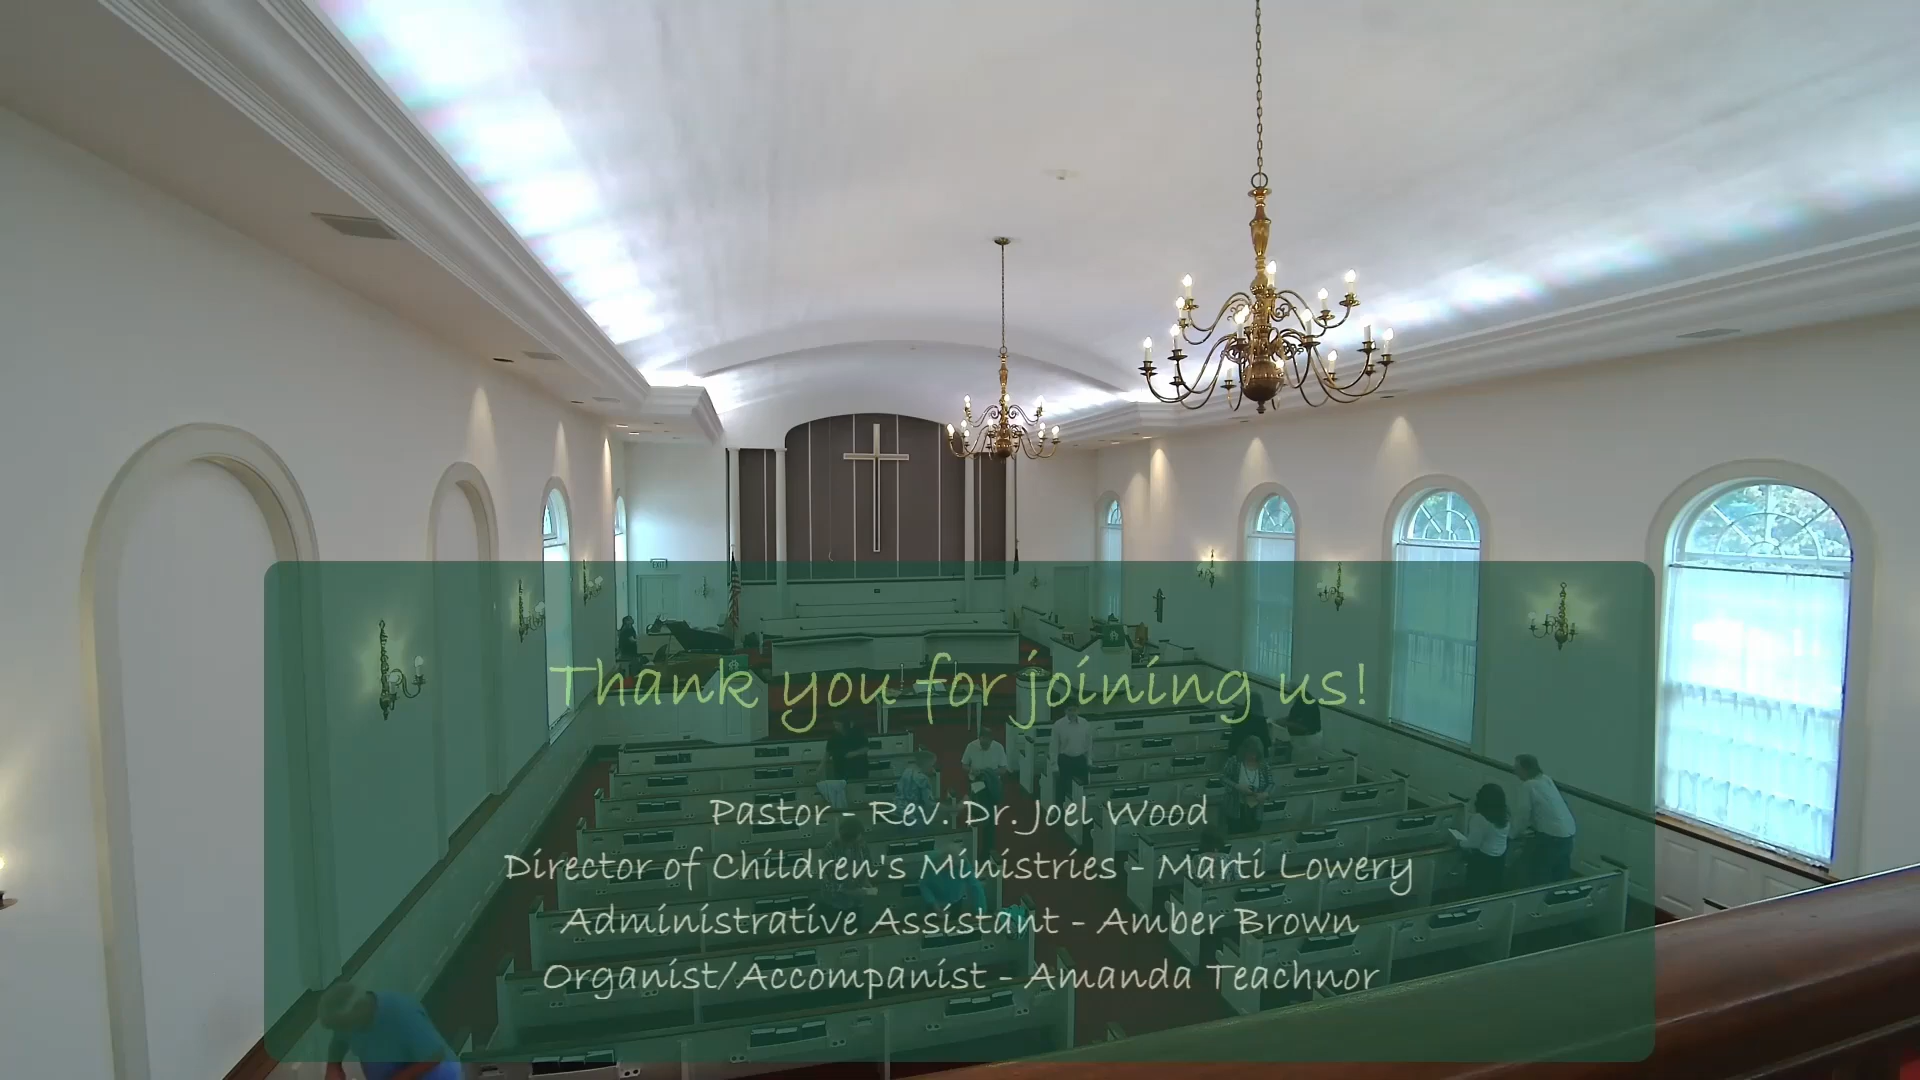 EXIT
Thank you for joining us!
Pastor - Rev. Dr. Joel Wood
Director of Children's Ministries - Marti Lowery
Administrative Assistant - Amber Brown
Organist/Accompanist - Amanda Teachnor